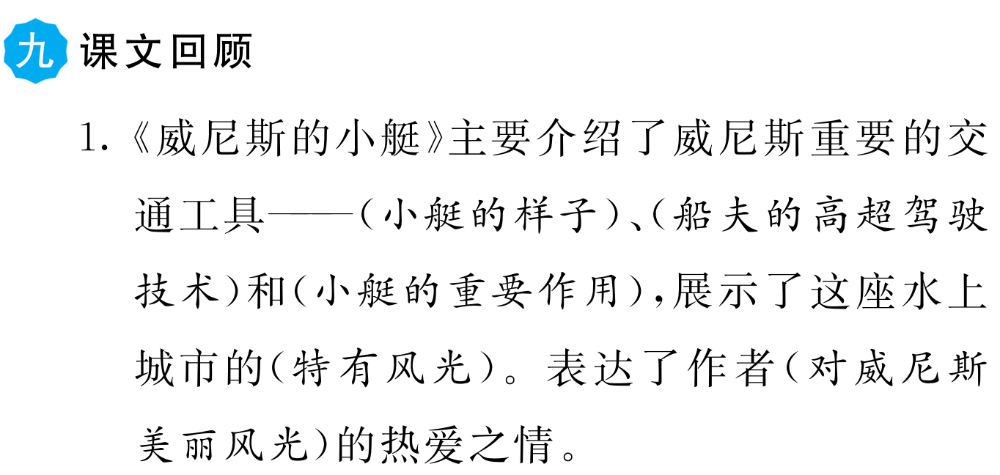 九 课文回顾
1.《威尼斯的小艇》主要介绍了威尼斯重要的交
通工具——(小艇的样子)、(船夫的高超驾驶
技术)和(小艇的重要作用),展示了这座水上
城市的(特有风光)。表达了作者(对威尼斯
美丽风光)的热爱之情。